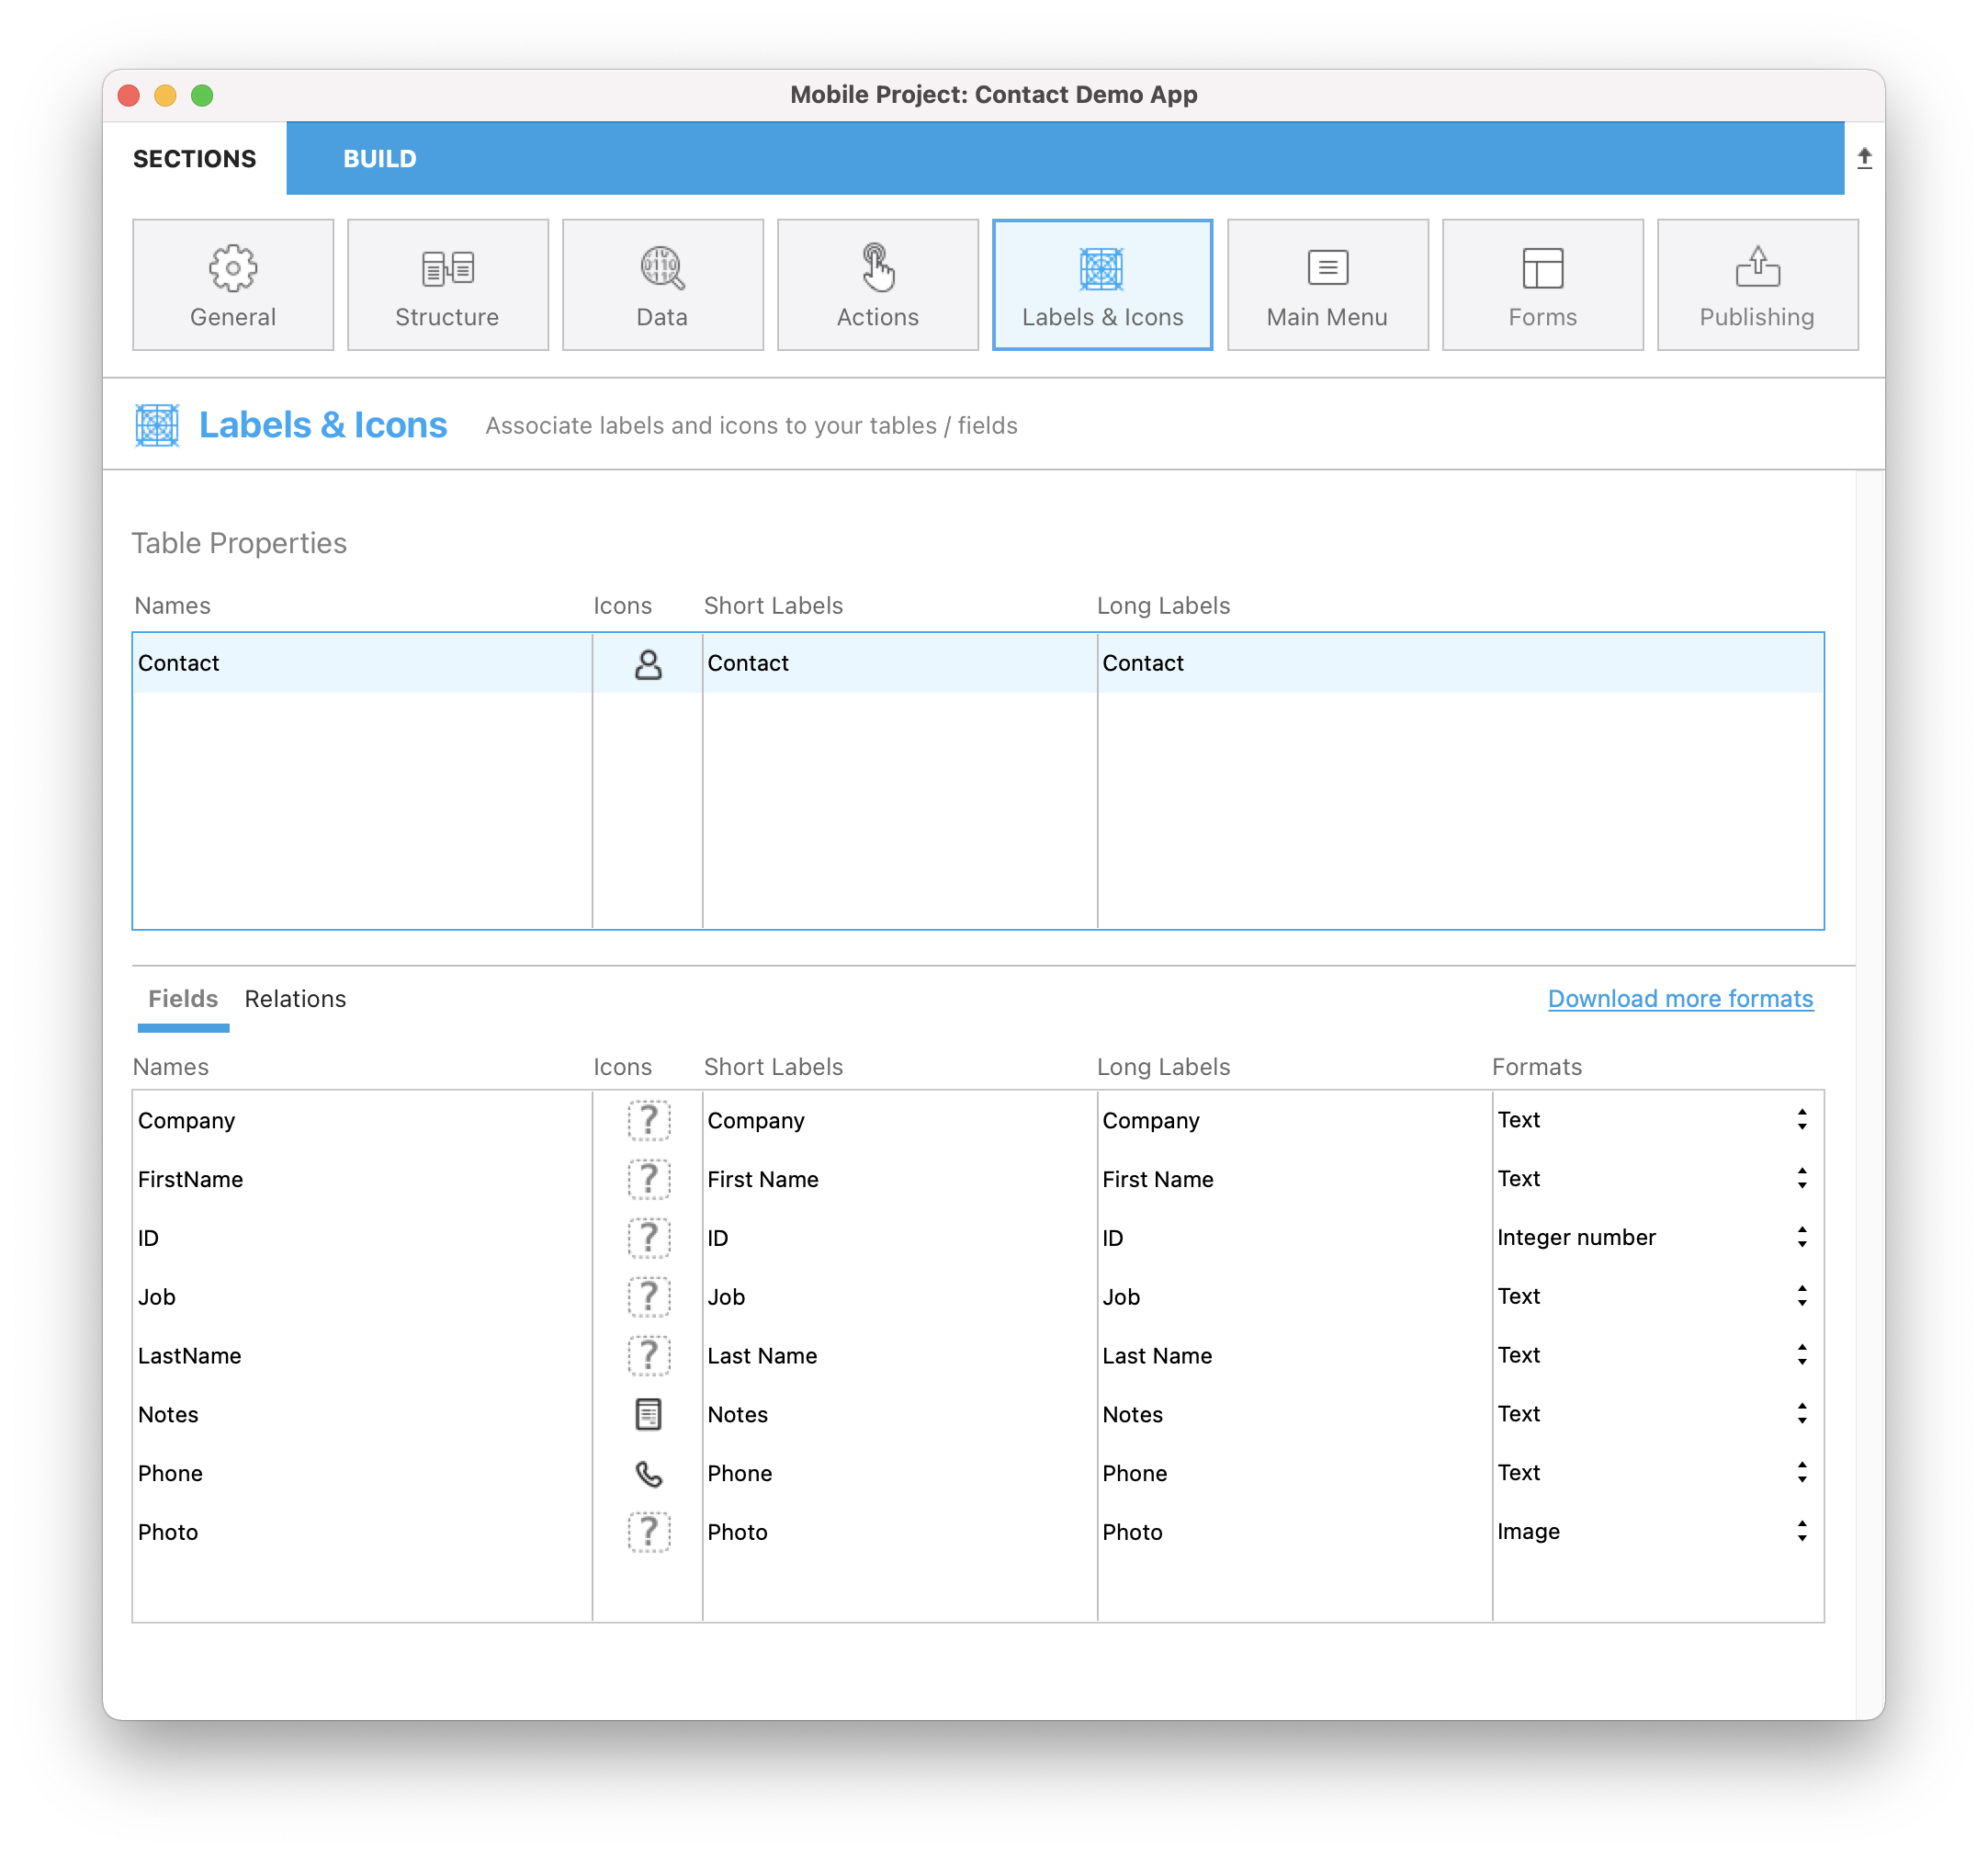 Mobile Project: Contact Demo App
SECTIONS BUILD
General Structure Data Actions Labels & Icons Main Menu Forms Publishing
Labels & Icons Associate labels and icons to your tables / fields
Table Properties
Names Icons Short Labels Long Labels
Contact Contact Contact
Fields Relations Download more formats
Names Icons Short Labels Long Labels Formats
Company ? Company Company Text
FirstName ? First Name First Name Text
ID ? ID ID Integer number
Job ? Job Job Text
LastName ? Last Name Last Name Text
Notes Notes Notes Text
Phone Phone Phone Text
Photo ? Photo Photo Image